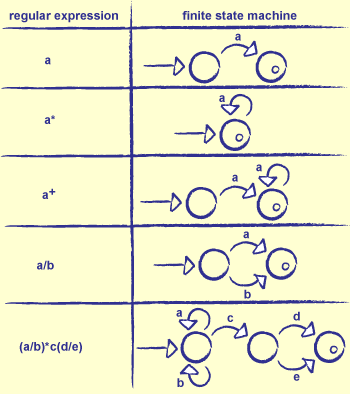 regular expression finite state machine
a
a
a*
a
a+
a
a
a/b
a
b
(a/b)*c(d/e)
a
c
d
b
e